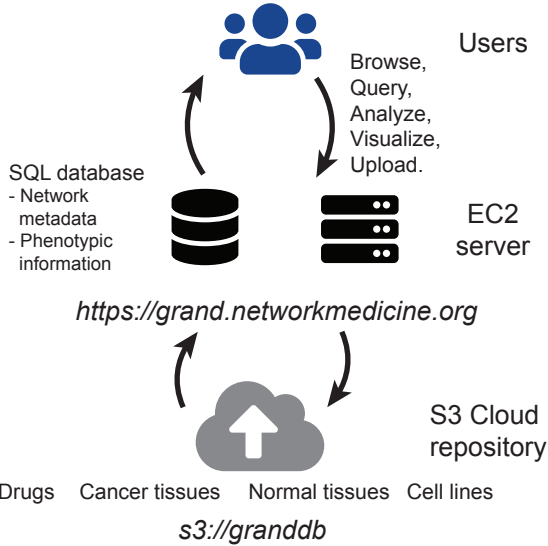 Users
Browse,
Query,
Analyze,
Visualize,
Upload.
SQL database
- Network
metadata
- Phenotypic
information
EC2
server
https://grand.networkmedicine.org
S3 Cloud
repository
Drugs Cancer tissues Normal tissues Cell lines
s3://granddb